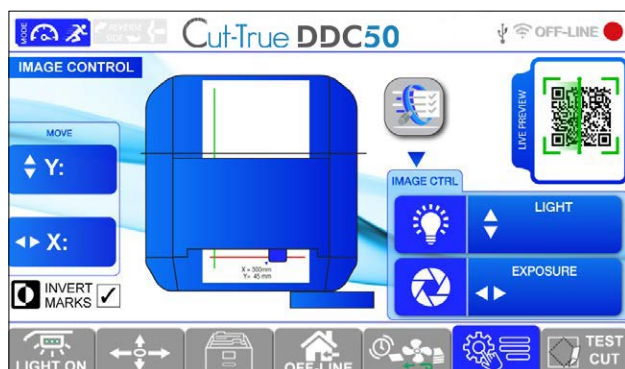 MODE
REVERSE
SIDE
Cut-True DDC50
OFF-LINE
IMAGE CONTROL
MOVE
Y:
X:
INVERT
MARKS
X = 300mm
Y= 45 mm
LIVE PREVIEW
IMAGE CTRL
LIGHT
EXPOSURE
LIGHT ON
OFF-LINE
TEST
CUT